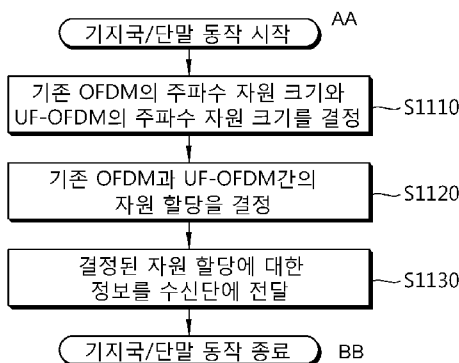 기지국/단말 동작 시작
AA
기존 OFDM의 주파수 자원 크기와
UF-OFDM의 주파수 자원 크기를 결정
S1110
기존 OFDM과 UF-OFDM간의
자원 할당을 결정
S1120
결정된 자원 할당에 대한
정보를 수신단에 전달
S1130
기지국/단말 동작 종료
BB